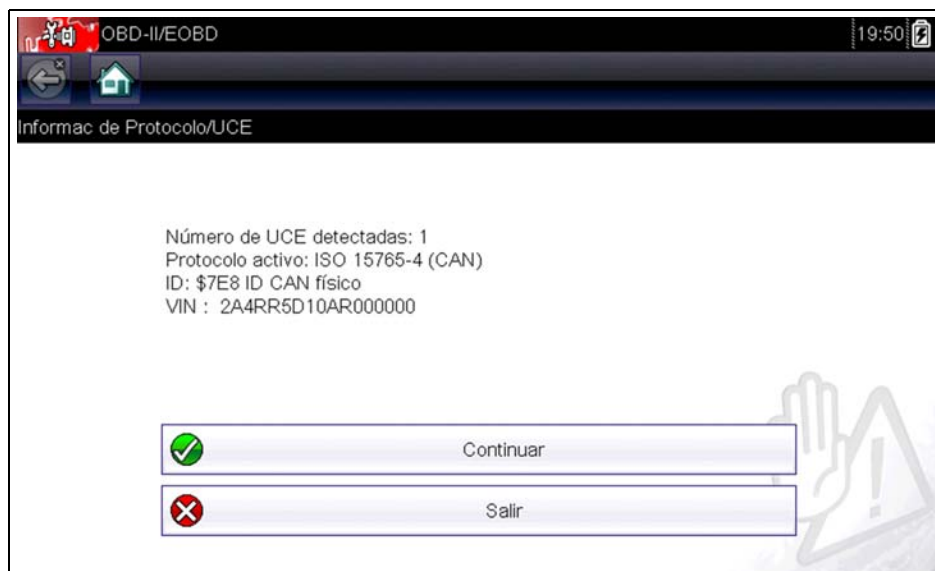 OBD-II/EOBD
19:50
Informac de Protocolo/UCE
Número de UCE detectadas: 1
Protocolo activo: ISO 15765-4 (CAN)
ID: $7E8 ID CAN físico
VIN : 2A4RR5D10AR000000
Continuar
Salir